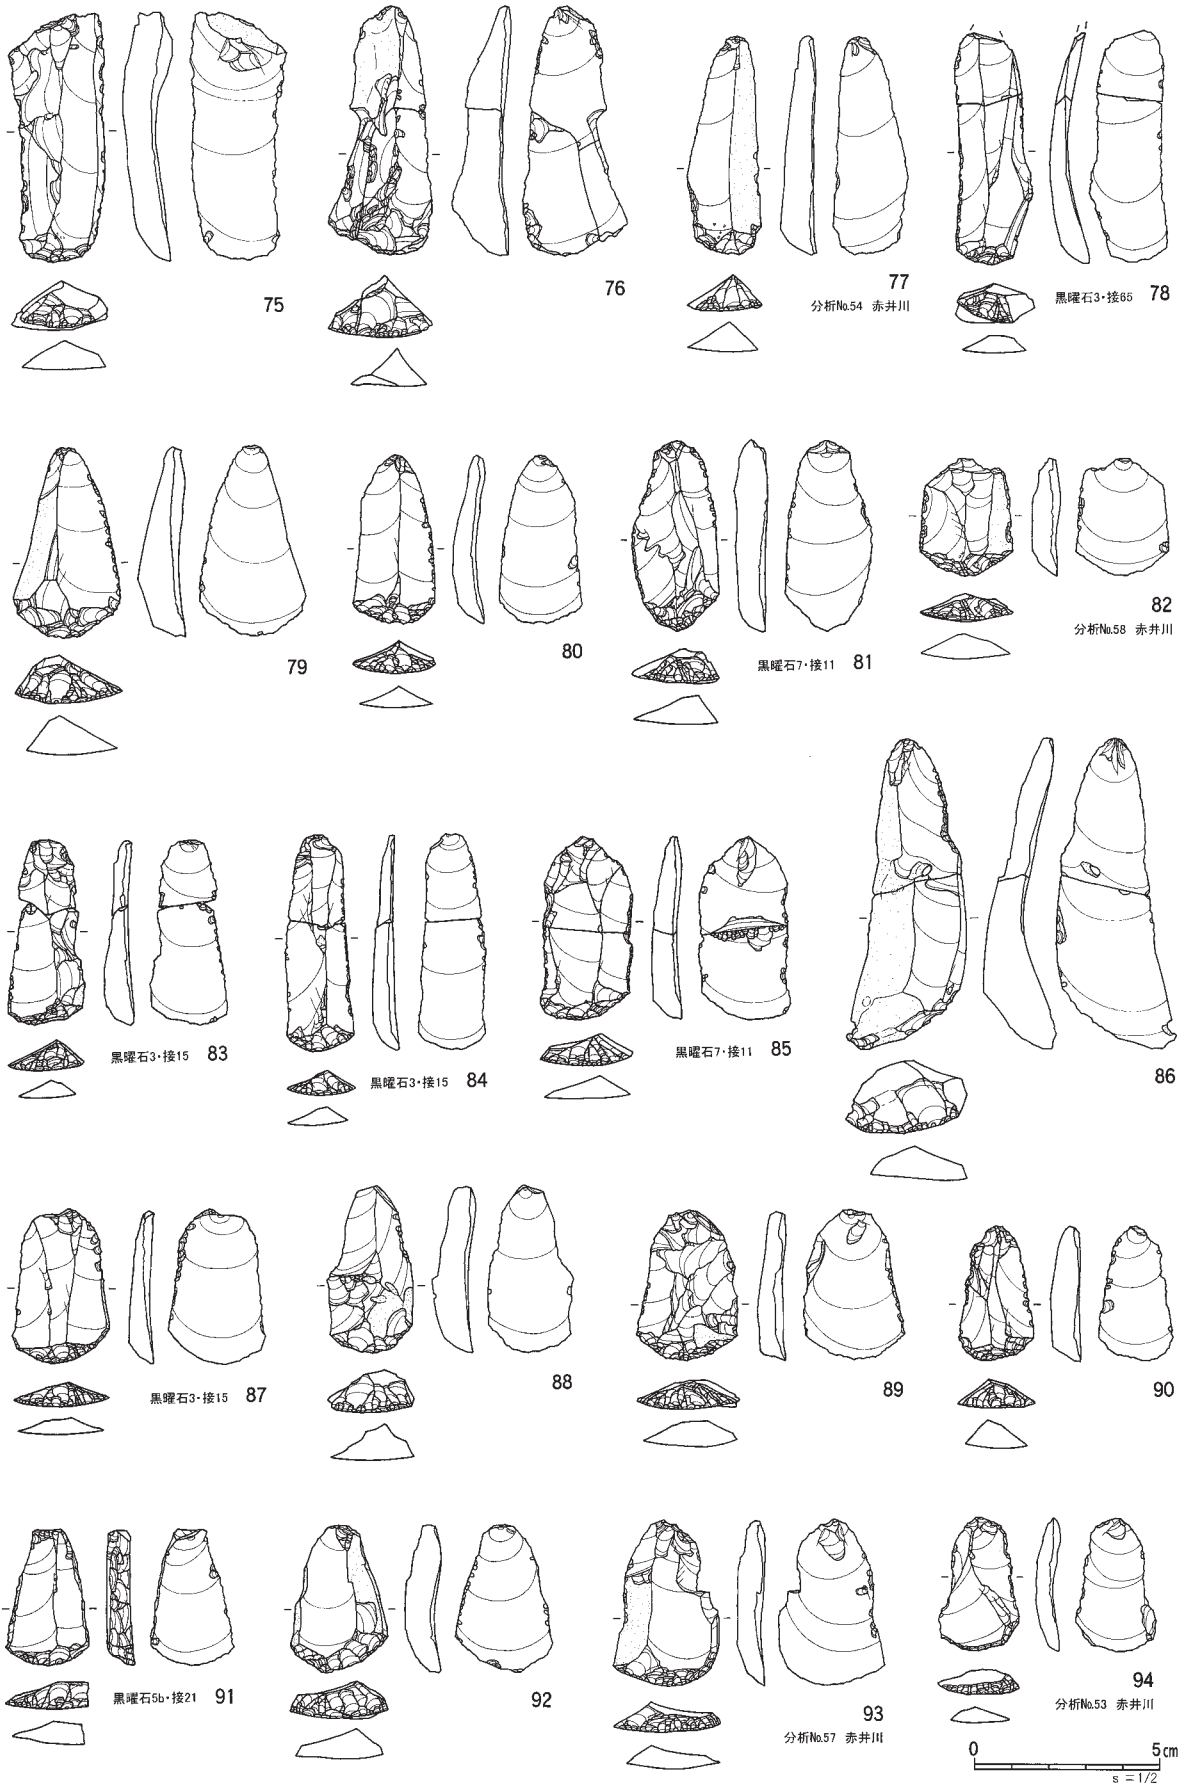 75
76
77
分析No.54 赤井川
黒曜石3・接65 78
79
80
黒曜石7・接11 81
82
分析No.58 赤井川
黒曜石3・接15 83
黒曜石3・接15 84
黒曜石7・接11 85
86
黒曜石3・接15 87
88
89
90
黒曜石5b・接21 91
92
93
分析No.57 赤井川
94
分析No.53 赤井川
0 5cm
s=1/2